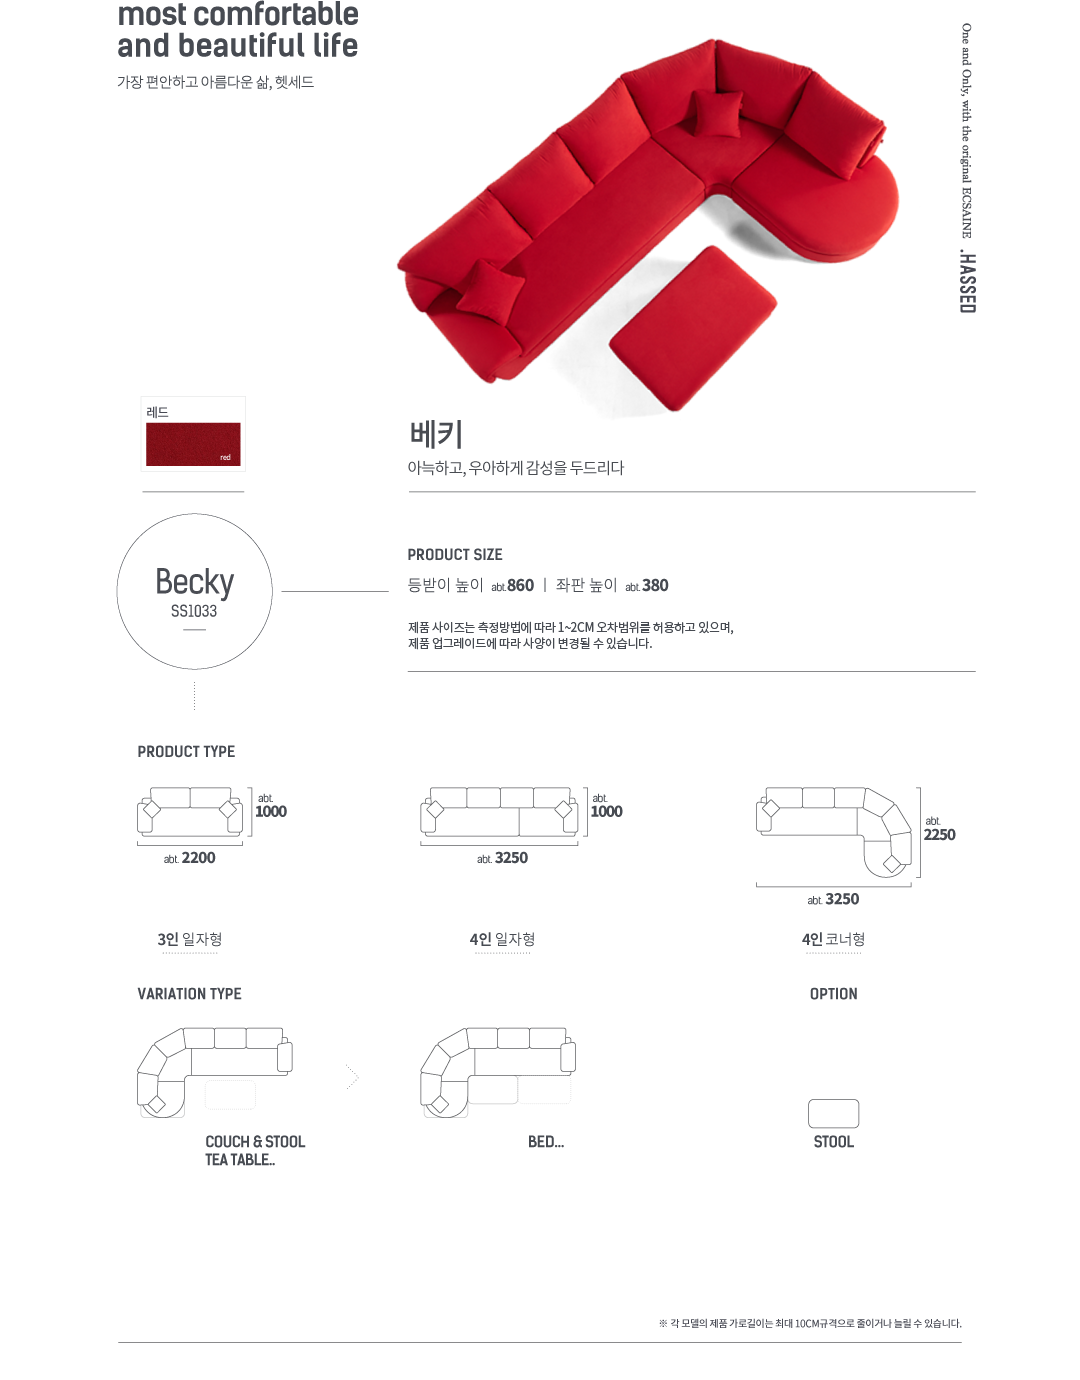 most comfortable
and beautiful life
가장 편안하고 아름다운 삶, 헷세드
One and Only, with the original ECSAINE .HASSED
레드
red
베키
아늑하고, 우아하게 감성을 두드리다
Becky
SS1033
PRODUCT SIZE
등받이 높이 abt.860 | 좌판 높이 abt.380
제품 사이즈는 측정방법에 따라 1~2CM 오차범위를 허용하고 있으며,
제품 업그레이드에 따라 사양이 변경될 수 있습니다.
PRODUCT TYPE
abt.
1000
abt. 2200
3인 일자형
abt.
1000
abt. 3250
4인 일자형
abt.
2250
abt. 3250
4인 코너형
VARIATION TYPE
COUCH & STOOL
TEA TABLE..
BED...
OPTION
STOOL
※ 각 모델의 제품 가로길이는 최대 10CM규격으로 줄이거나 늘릴 수 있습니다.